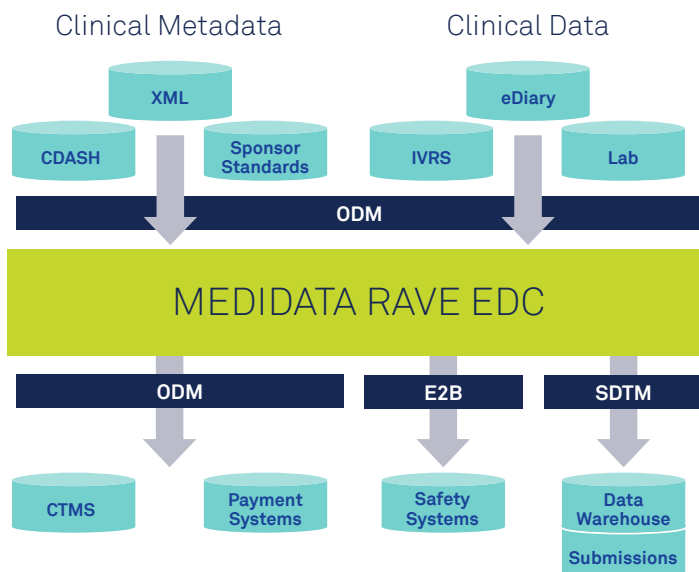 Clinical Metadata
Clinical Data
XML
eDiary
CDASH
Sponsor
Standards
IVRS
Lab
ODM
MEDIDATA RAVE EDC
ODM
E2B
SDTM
CTMS
Payment
Systems
Safety
Systems
Data
Warehouse
Submissions